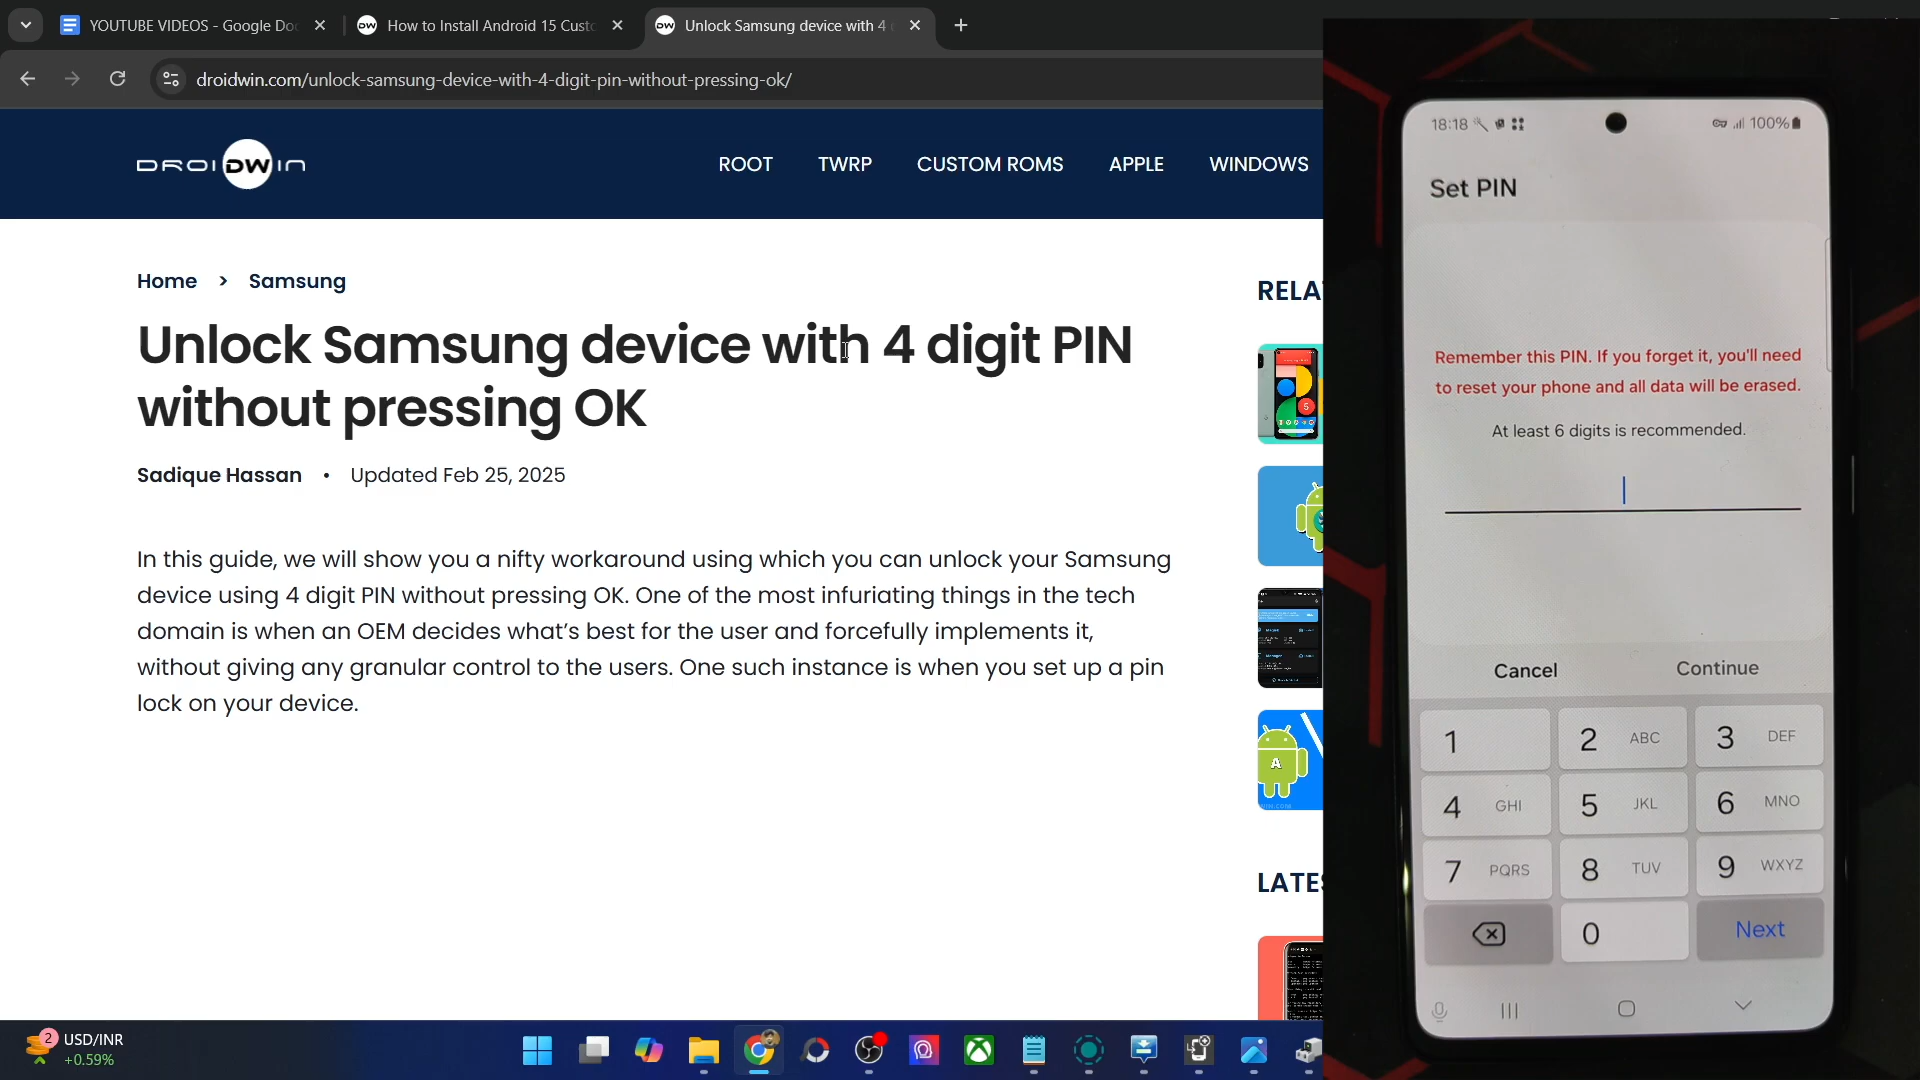 YOUTUBE VIDEOS - Google Doc
How to Install Android 15 Custo
Unlock Samsung device with 4
droidwin.com/unlock-samsung-device-with-4-digit-pin-without-pressing-ok/
DROIDWIN
ROOT
TWRP
CUSTOM ROMS
APPLE
WINDOWS
Home > Samsung
Unlock Samsung device with 4 digit PIN
without pressing OK
Sadique Hassan • Updated Feb 25, 2025
In this guide, we will show you a nifty workaround using which you can unlock your Samsung
device using 4 digit PIN without pressing OK. One of the most infuriating things in the tech
domain is when an OEM decides what's best for the user and forcefully implements it,
without giving any granular control to the users. One such instance is when you set up a pin
lock on your device.
RELA
LATES
2
USD/INR
+0.59%
18:18
100%
Set PIN
Remember this PIN. If you forget it, you'll need
to reset your phone and all data will be erased.
At least 6 digits is recommended.
Cancel
Continue
1
2 ABC
3 DEF
4 GHI
5 JKL
6 MNO
7 PQRS
8 TUV
9 WXYZ
0
Next